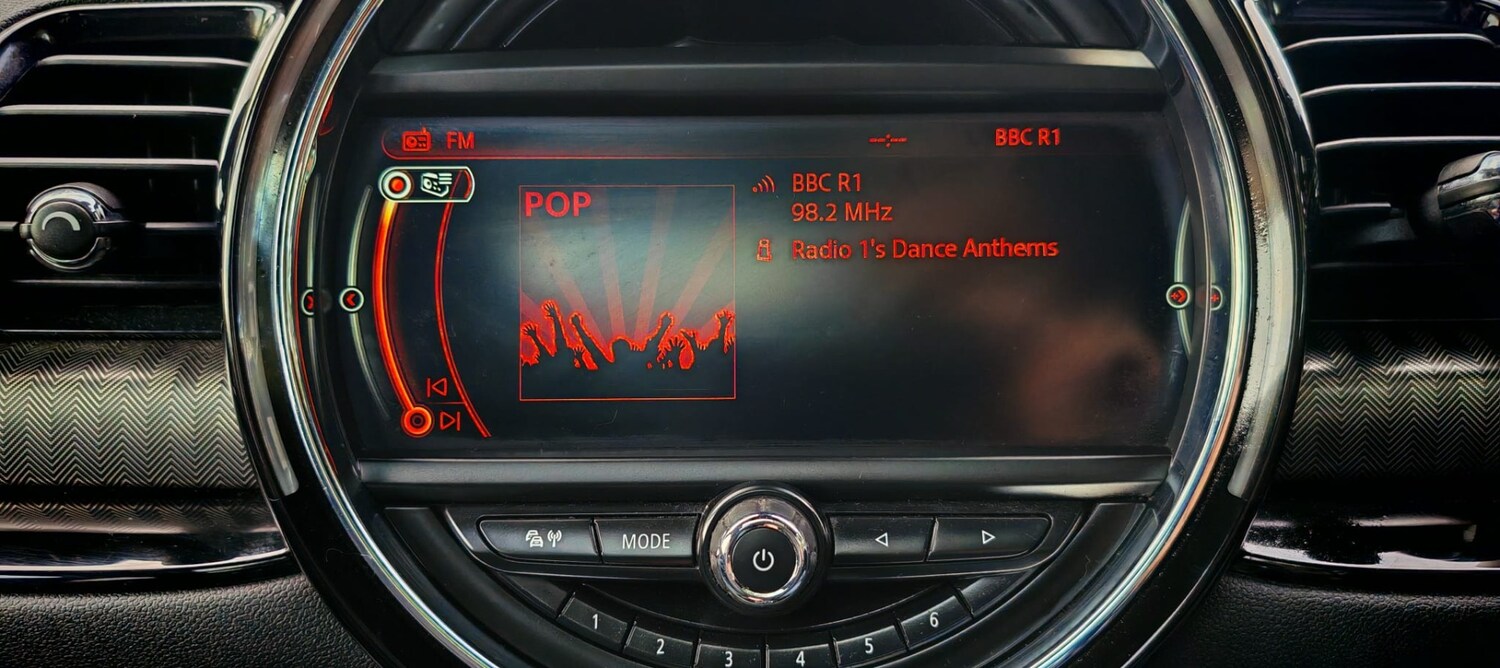 FM
--:--
BBC R1
POP
BBC R1
98.2 MHz
Radio 1's Dance Anthems
MODE
1
2
3
4
5
6